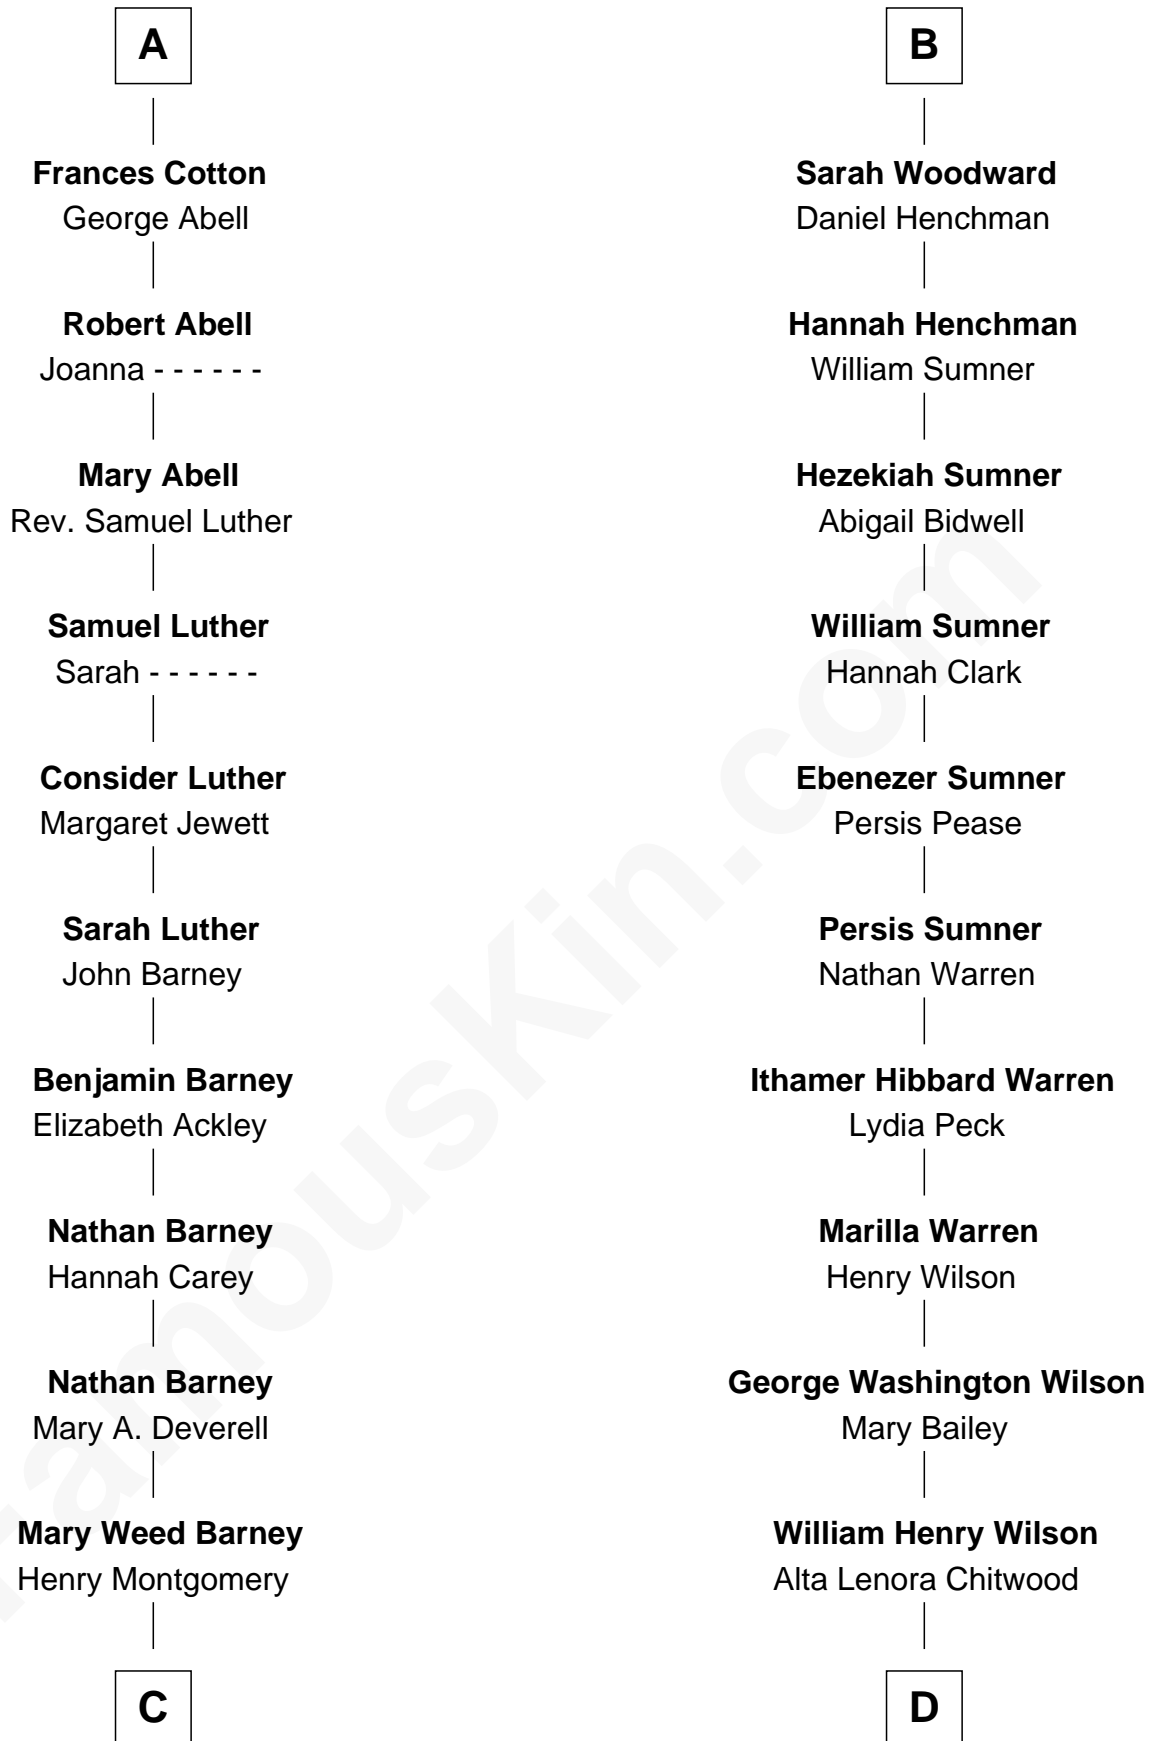 A
B
Frances Cotton
George Abell
Sarah Woodward
Daniel Henchman
Robert Abell
Joanna - - - - - -
Hannah Henchman
William Sumner
Mary Abell
Rev. Samuel Luther
Hezekiah Sumner
Abigail Bidwell
Samuel Luther
Sarah - - - - - -
William Sumner
Hannah Clark
Consider Luther
Margaret Jewett
Ebenezer Sumner
Persis Pease
Sarah Luther
John Barney
Persis Sumner
Nathan Warren
Benjamin Barney
Elizabeth Ackley
Ithamer Hibbard Warren
Lydia Peck
Nathan Barney
Hannah Carey
Marilla Warren
Henry Wilson
Nathan Barney
Mary A. Deverell
George Washington Wilson
Mary Bailey
Mary Weed Barney
Henry Montgomery
William Henry Wilson
Alta Lenora Chitwood
C
D
FamousKin.com